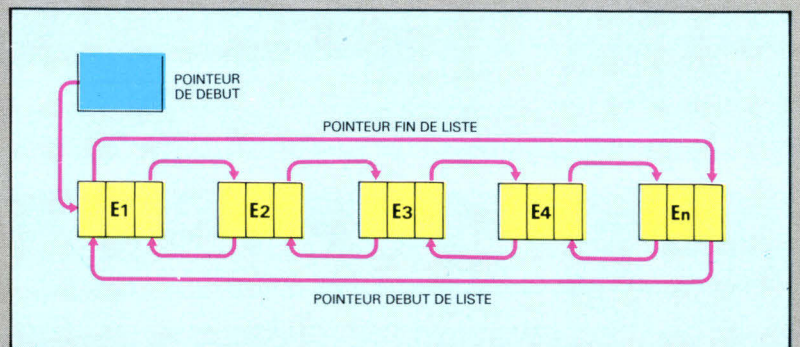 POINTEUR
DE DEBUT
POINTEUR FIN DE LISTE
E1 E2 E3 E4 En
POINTEUR DEBUT DE LISTE